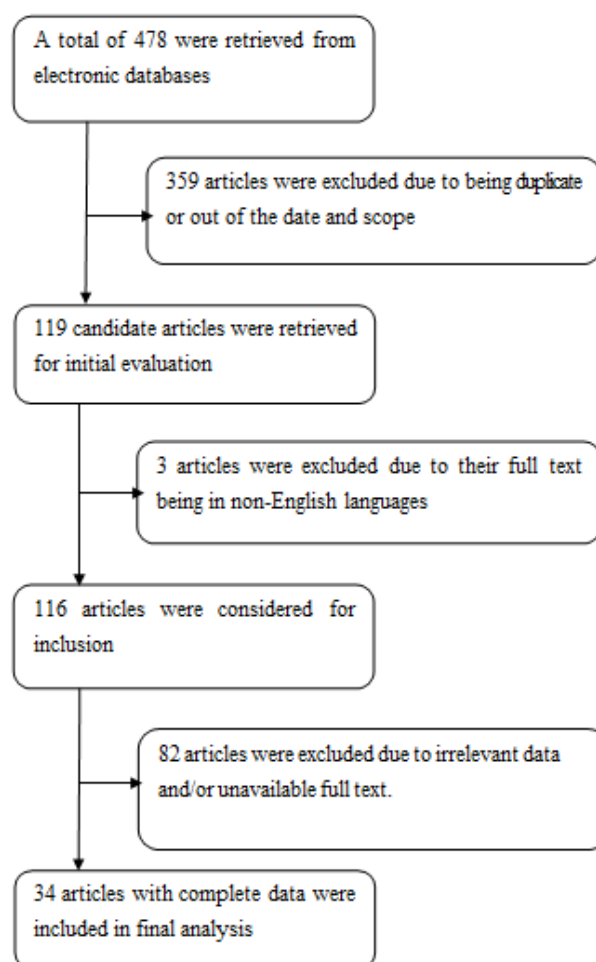 A total of 478 were retrieved from
electronic databases
359 articles were excluded due to being duplicate
or out of the date and scope
119 candidate articles were retrieved
for initial evaluation
3 articles were excluded due to their full text
being in non-English languages
116 articles were considered for
inclusion
82 articles were excluded due to irrelevant data
and/or unavailable full text.
34 articles with complete data were
included in final analysis